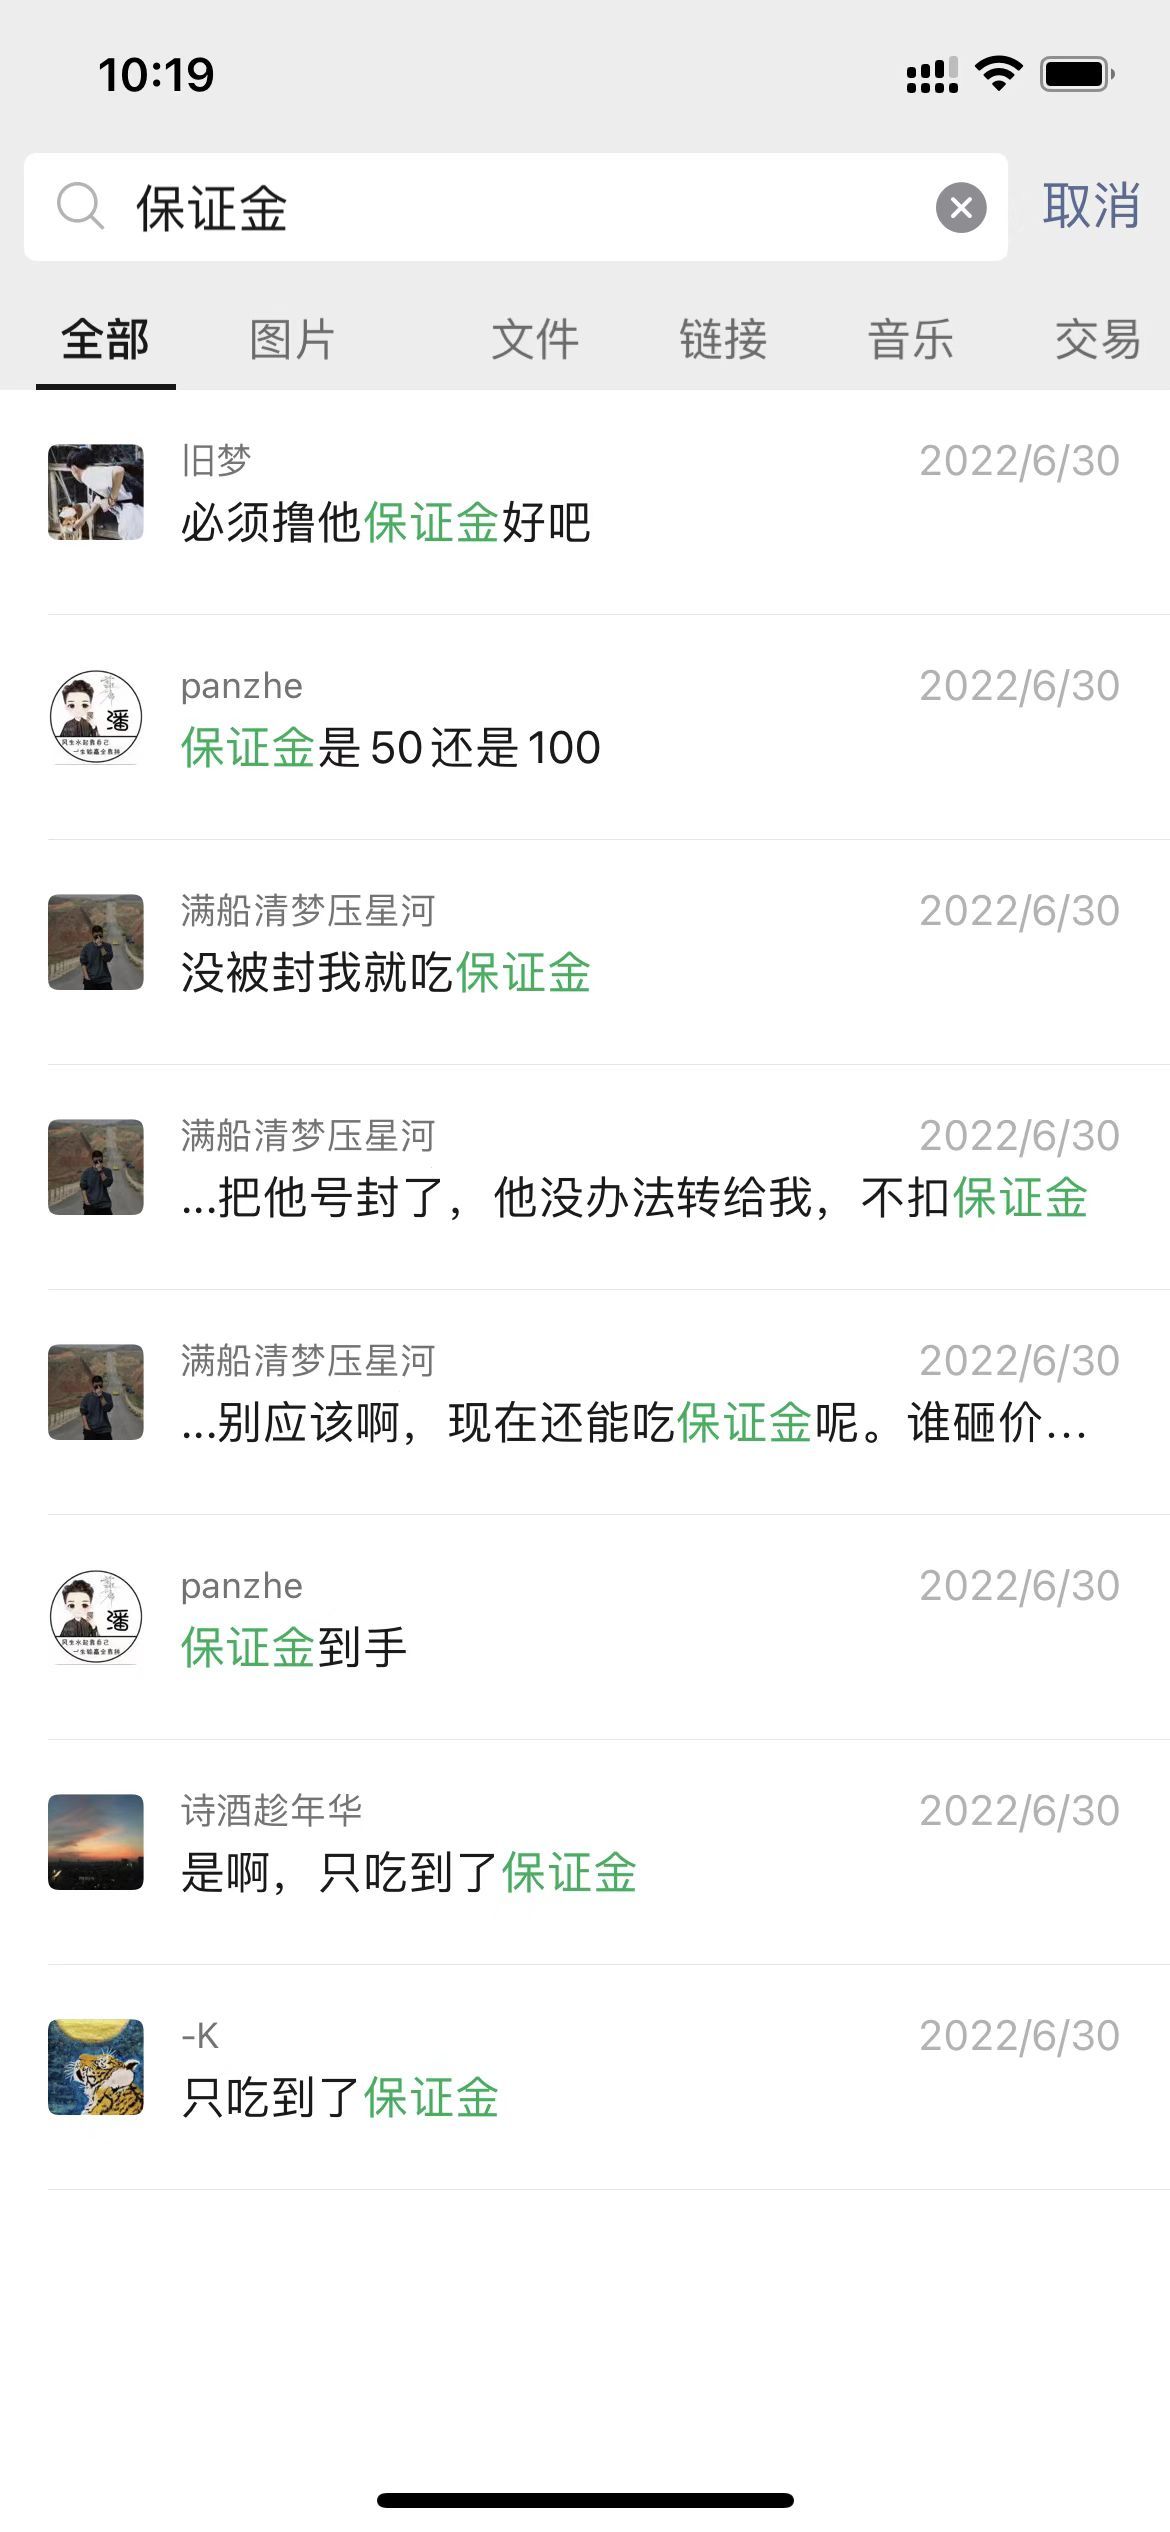 10:19
保证金
取消
全部 图片 文件 链接 音乐 交易
旧梦 2022/6/30
必须撸他保证金好吧
panzhe 2022/6/30
保证金是50还是100
满船清梦压星河 2022/6/30
没被封我就吃保证金
满船清梦压星河 2022/6/30
...把他号封了，他没办法转给我，不扣保证金
满船清梦压星河 2022/6/30
...别应该啊，现在还能吃保证金呢。谁砸价...
panzhe 2022/6/30
保证金到手
诗酒趁年华 2022/6/30
是啊，只吃到了保证金
-K 2022/6/30
只吃到了保证金